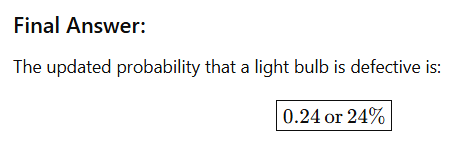 Final Answer:
The updated probability that a light bulb is defective is:
0.24 or 24%